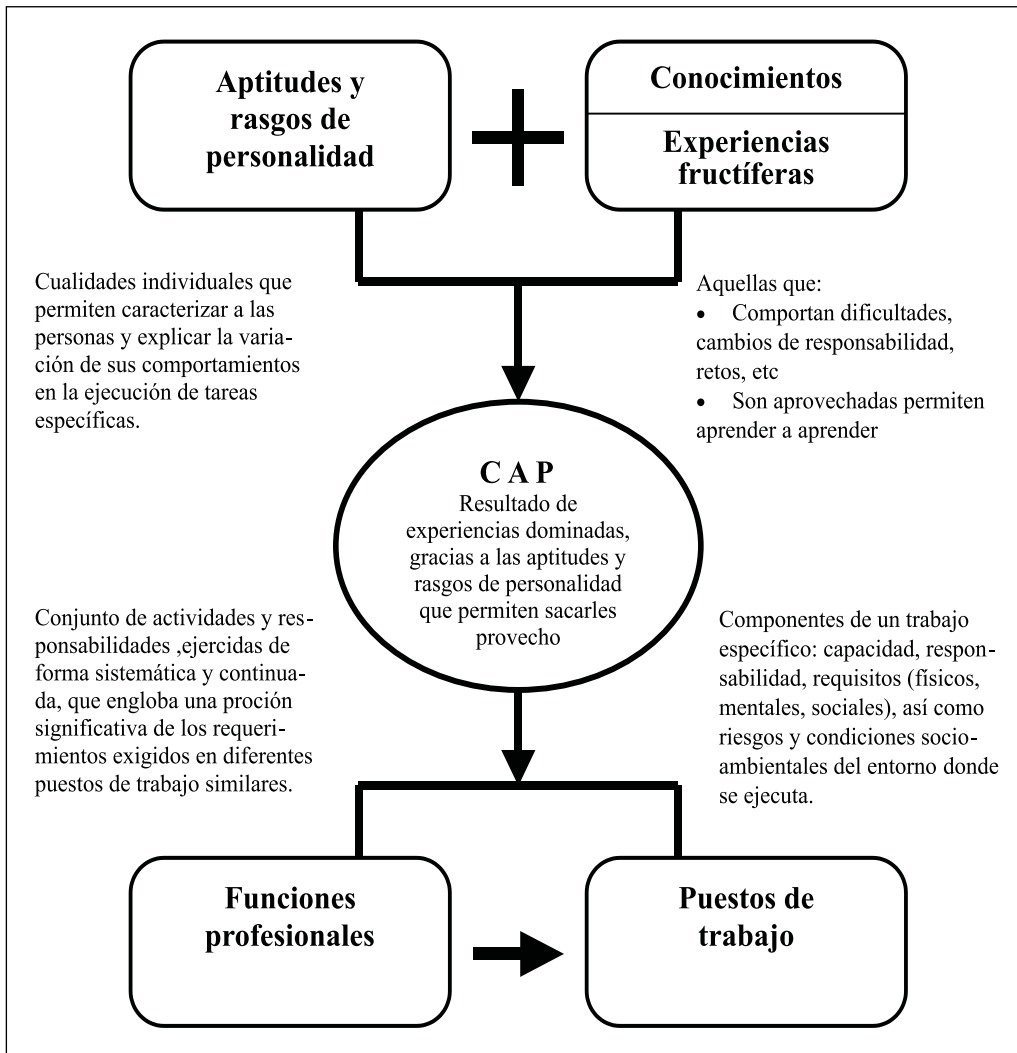 Aptitudes y
rasgos de
personalidad
Conocimientos
Experiencias
fructíferas
Cualidades individuales que
permiten caracterizar a las
personas y explicar la varia-
ción de sus comportamientos
en la ejecución de tareas
específicas.
Aquellas que:
• Comportan dificultades,
cambios de responsabilidad,
retos, etc
• Son aprovechadas permiten
aprender a aprender
C A P
Resultado de
experiencias dominadas,
gracias a las aptitudes y
rasgos de personalidad
que permiten sacarles
provecho
Conjunto de actividades y res-
ponsabilidades ,ejercidas de
forma sistemática y continua-
da, que engloba una proción
significativa de los requeri-
mientos exigidos en diferentes
puestos de trabajo similares.
Componentes de un trabajo
específico: capacidad, respon-
sabilidad, requisitos (físicos,
mentales, sociales), así como
riesgos y condiciones socio-
ambientales del entorno donde
se ejecuta.
Funciones
profesionales
Puestos de
trabajo